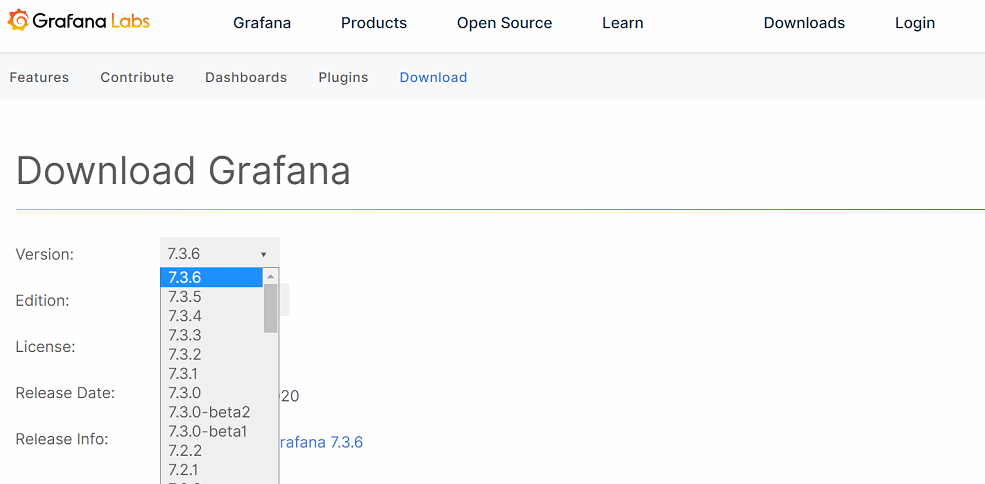 Grafana Labs Grafana Products Open Source Learn Downloads Login
Features Contribute Dashboards Plugins Download
Download Grafana
Version: 7.3.6
7.3.6
7.3.5
Edition:
7.3.4
7.3.3
License:
7.3.2
7.3.1
Release Date: 7.3.0 20
7.3.0-beta2
Release Info: 7.3.0-beta1 rafana 7.3.6
7.2.2
7.2.1